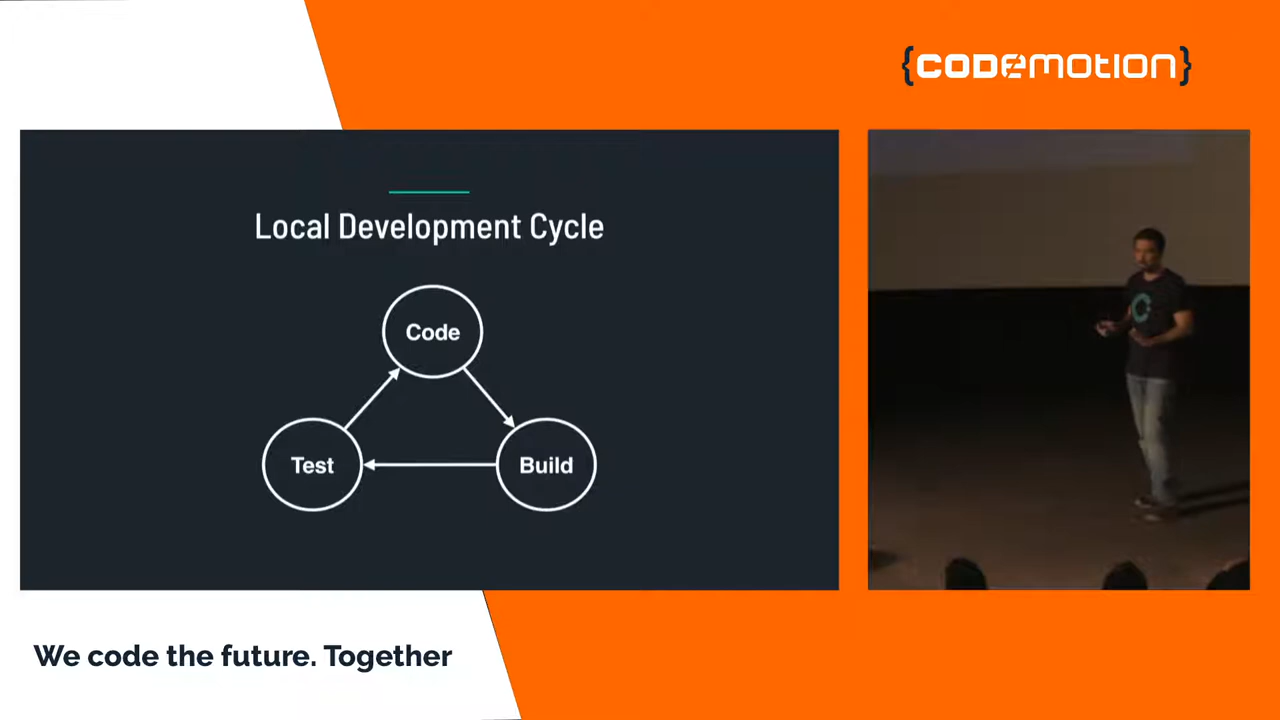 {CODEMOTION}
Local Development Cycle
Code
Test
Build
We code the future. Together